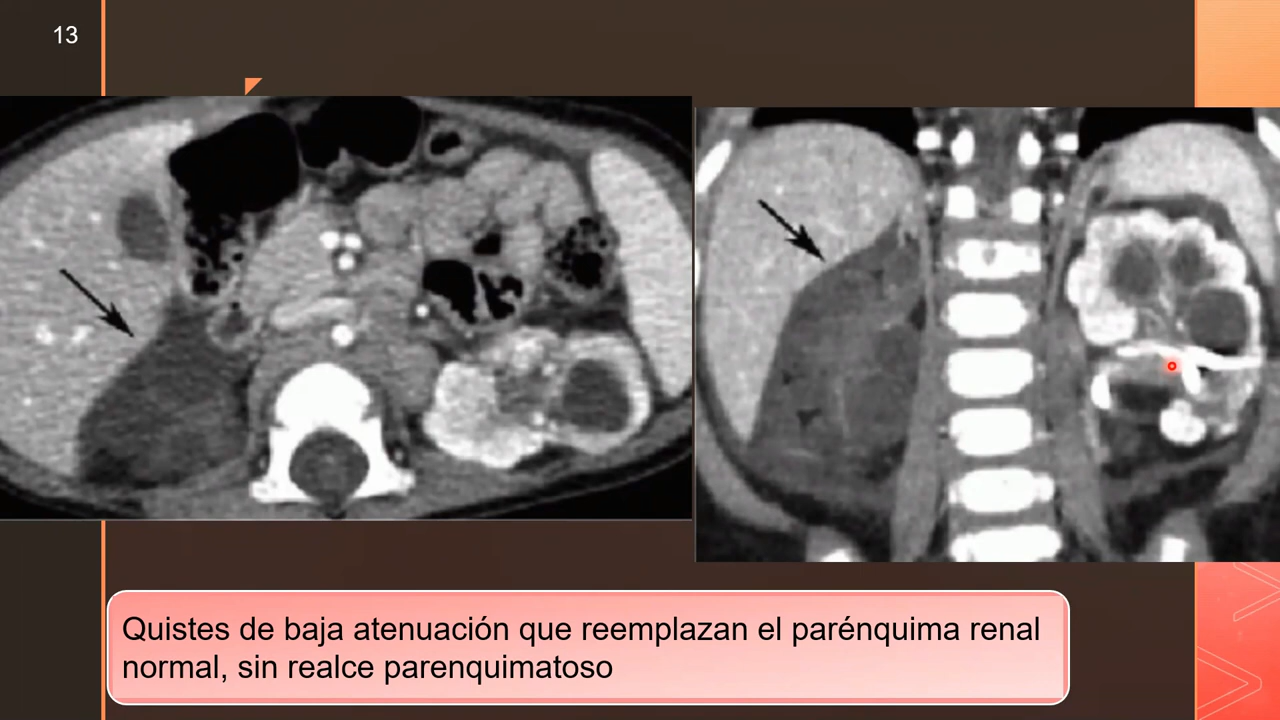 13
Quistes de baja atenuación que reemplazan el parénquima renal
normal, sin realce parenquimatoso